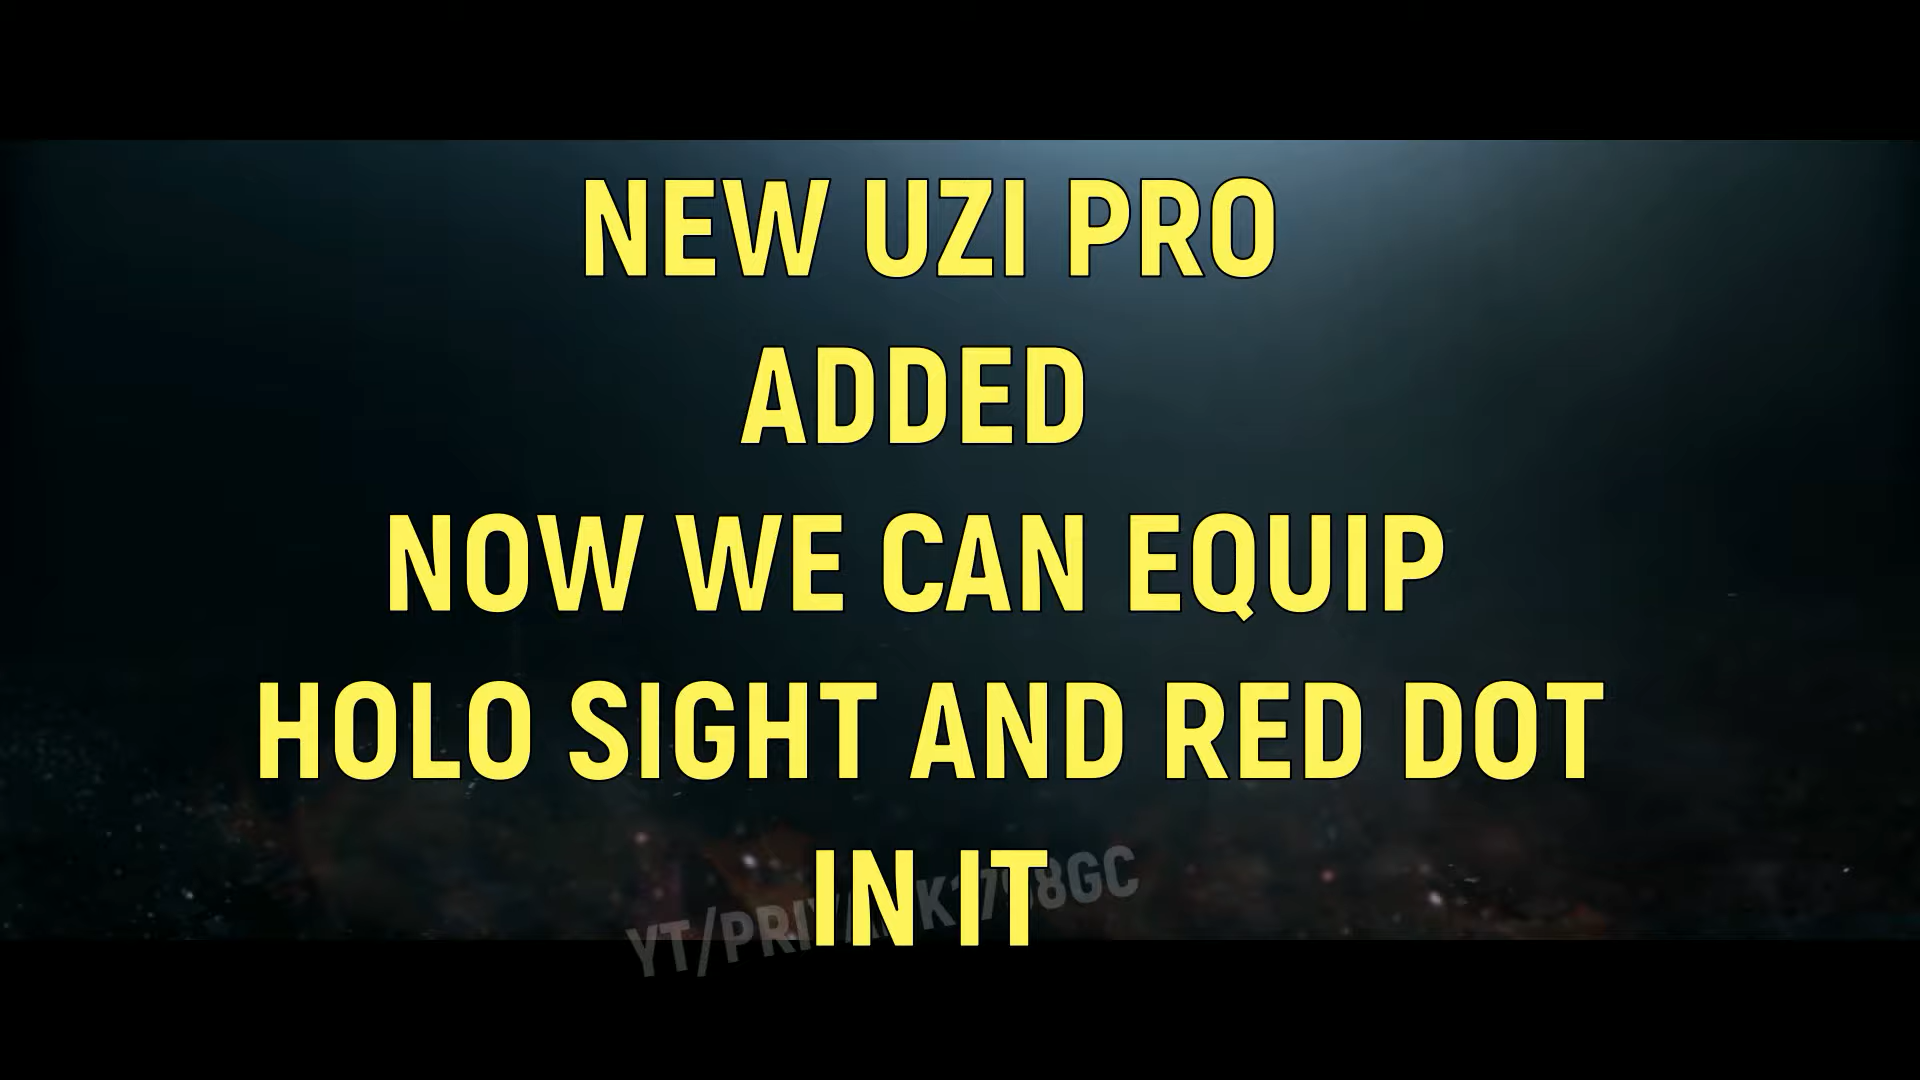 NEW UZI PRO
ADDED
NOW WE CAN EQUIP
HOLO SIGHT AND RED DOT
IN IT